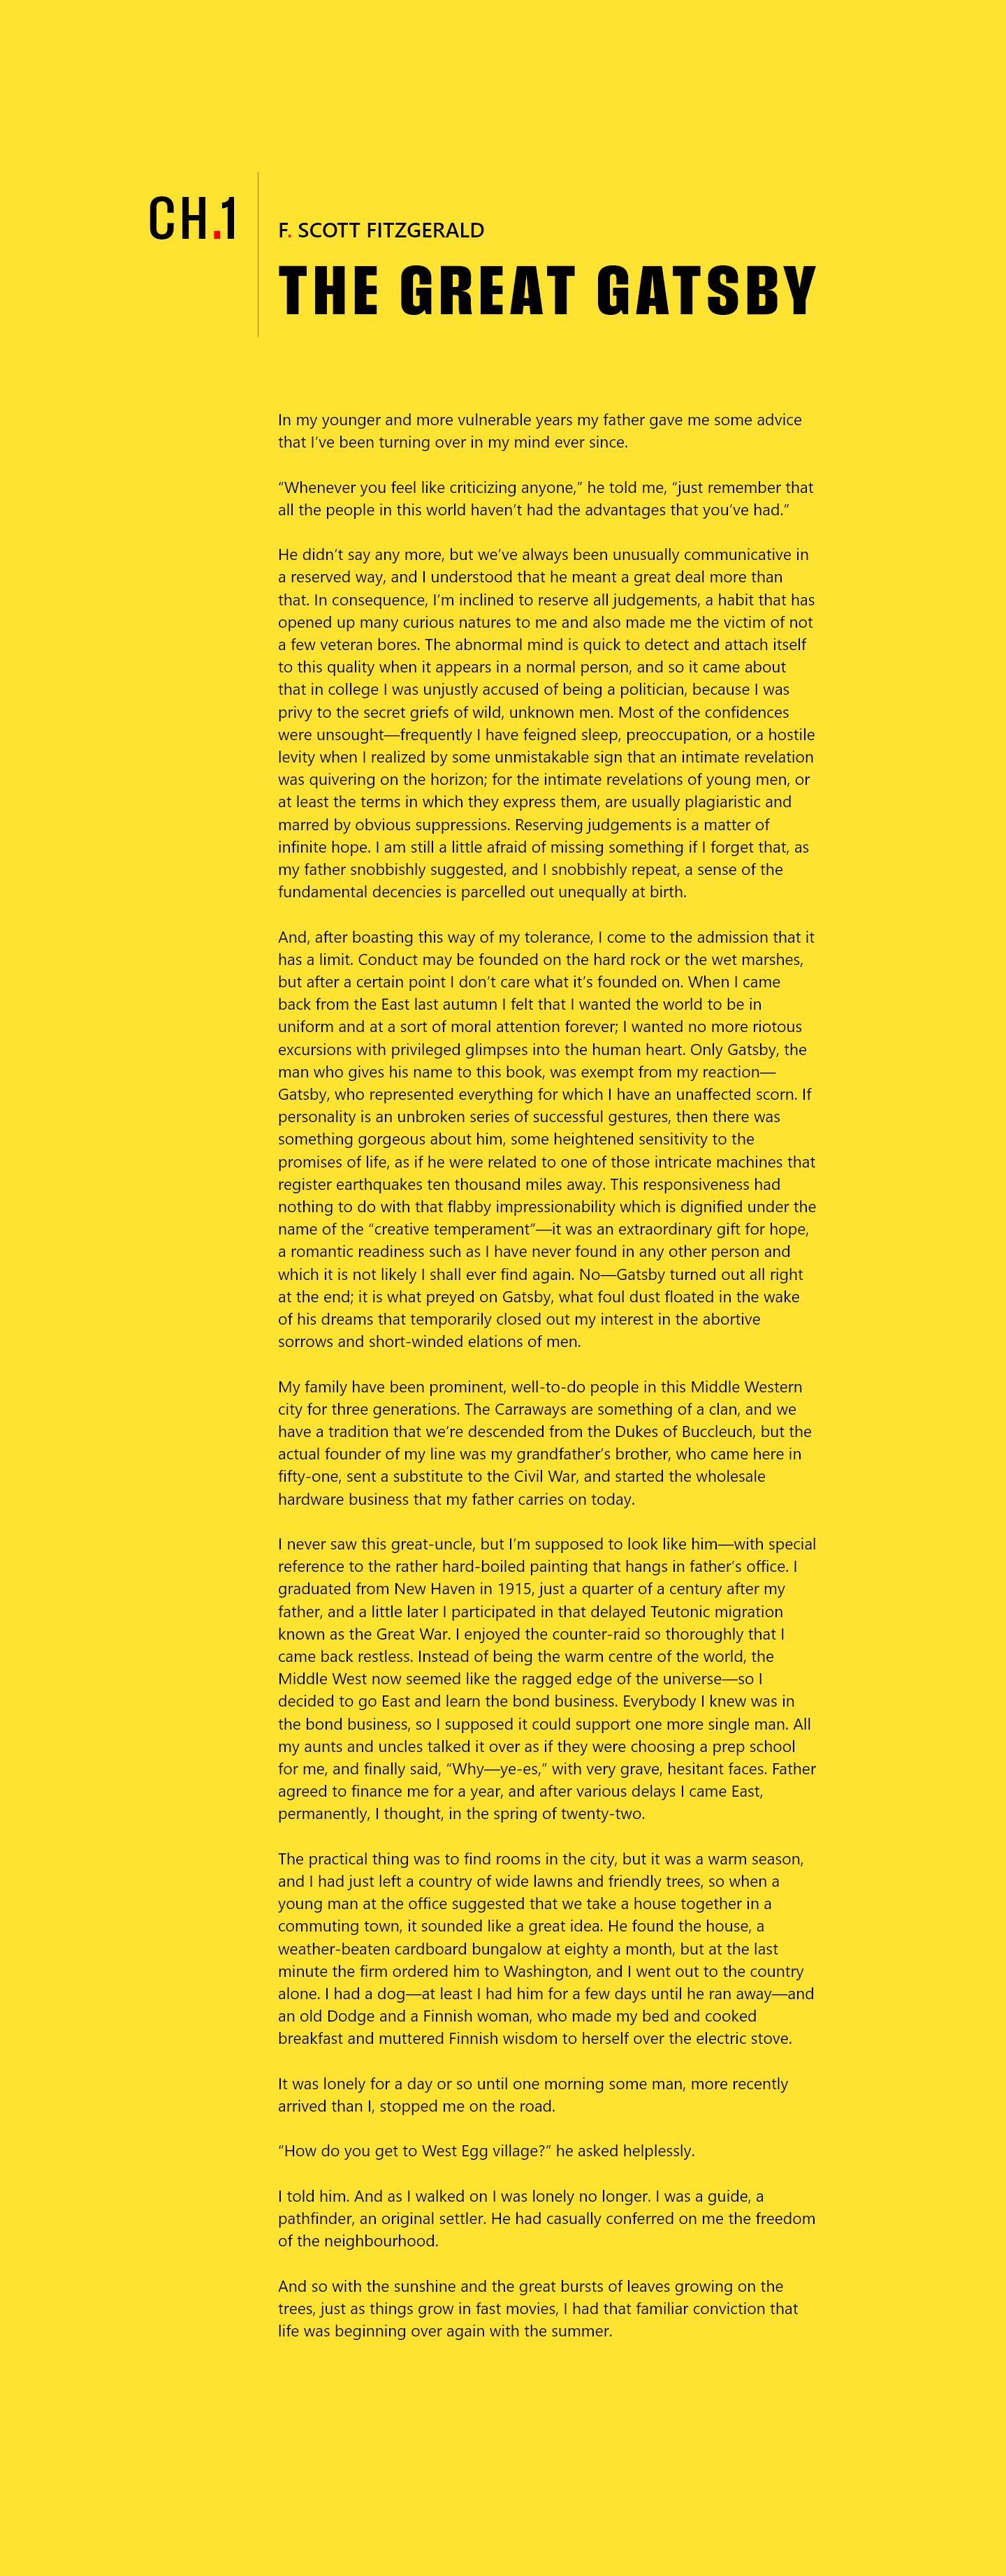 CH.1
F. SCOTT FITZGERALD
THE GREAT GATSBY
In my younger and more vulnerable years my father gave me some advice
that I’ve been turning over in my mind ever since.
“Whenever you feel like criticizing anyone,” he told me, “just remember that
all the people in this world haven’t had the advantages that you’ve had.”
He didn’t say any more, but we’ve always been unusually communicative in
a reserved way, and I understood that he meant a great deal more than
that. In consequence, I’m inclined to reserve all judgements, a habit that has
opened up many curious natures to me and also made me the victim of not
a few veteran bores. The abnormal mind is quick to detect and attach itself
to this quality when it appears in a normal person, and so it came about
that in college I was unjustly accused of being a politician, because I was
privy to the secret griefs of wild, unknown men. Most of the confidences
were unsought—frequently I have feigned sleep, preoccupation, or a hostile
levity when I realized by some unmistakable sign that an intimate revelation
was quivering on the horizon; for the intimate revelations of young men, or
at least the terms in which they express them, are usually plagiaristic and
marred by obvious suppressions. Reserving judgements is a matter of
infinite hope. I am still a little afraid of missing something if I forget that, as
my father snobbishly suggested, and I snobbishly repeat, a sense of the
fundamental decencies is parcelled out unequally at birth.
And, after boasting this way of my tolerance, I come to the admission that it
has a limit. Conduct may be founded on the hard rock or the wet marshes,
but after a certain point I don’t care what it’s founded on. When I came
back from the East last autumn I felt that I wanted the world to be in
uniform and at a sort of moral attention forever; I wanted no more riotous
excursions with privileged glimpses into the human heart. Only Gatsby, the
man who gives his name to this book, was exempt from my reaction—
Gatsby, who represented everything for which I have an unaffected scorn. If
personality is an unbroken series of successful gestures, then there was
something gorgeous about him, some heightened sensitivity to the
promises of life, as if he were related to one of those intricate machines that
register earthquakes ten thousand miles away. This responsiveness had
nothing to do with that flabby impressionability which is dignified under the
name of the “creative temperament”—it was an extraordinary gift for hope,
a romantic readiness such as I have never found in any other person and
which it is not likely I shall ever find again. No—Gatsby turned out all right
at the end; it is what preyed on Gatsby, what foul dust floated in the wake
of his dreams that temporarily closed out my interest in the abortive
sorrows and short-winded elations of men.
My family have been prominent, well-to-do people in this Middle Western
city for three generations. The Carraways are something of a clan, and we
have a tradition that we’re descended from the Dukes of Buccleuch, but the
actual founder of my line was my grandfather’s brother, who came here in
fifty-one, sent a substitute to the Civil War, and started the wholesale
hardware business that my father carries on today.
I never saw this great-uncle, but I’m supposed to look like him—with special
reference to the rather hard-boiled painting that hangs in father’s office. I
graduated from New Haven in 1915, just a quarter of a century after my
father, and a little later I participated in that delayed Teutonic migration
known as the Great War. I enjoyed the counter-raid so thoroughly that I
came back restless. Instead of being the warm centre of the world, the
Middle West now seemed like the ragged edge of the universe—so I
decided to go East and learn the bond business. Everybody I knew was in
the bond business, so I supposed it could support one more single man. All
my aunts and uncles talked it over as if they were choosing a prep school
for me, and finally said, “Why—ye-es,” with very grave, hesitant faces. Father
agreed to finance me for a year, and after various delays I came East,
permanently, I thought, in the spring of twenty-two.
The practical thing was to find rooms in the city, but it was a warm season,
and I had just left a country of wide lawns and friendly trees, so when a
young man at the office suggested that we take a house together in a
commuting town, it sounded like a great idea. He found the house, a
weather-beaten cardboard bungalow at eighty a month, but at the last
minute the firm ordered him to Washington, and I went out to the country
alone. I had a dog—at least I had him for a few days until he ran away—and
an old Dodge and a Finnish woman, who made my bed and cooked
breakfast and muttered Finnish wisdom to herself over the electric stove.
It was lonely for a day or so until one morning some man, more recently
arrived than I, stopped me on the road.
“How do you get to West Egg village?” he asked helplessly.
I told him. And as I walked on I was lonely no longer. I was a guide, a
pathfinder, an original settler. He had casually conferred on me the freedom
of the neighbourhood.
And so with the sunshine and the great bursts of leaves growing on the
trees, just as things grow in fast movies, I had that familiar conviction that
life was beginning over again with the summer.